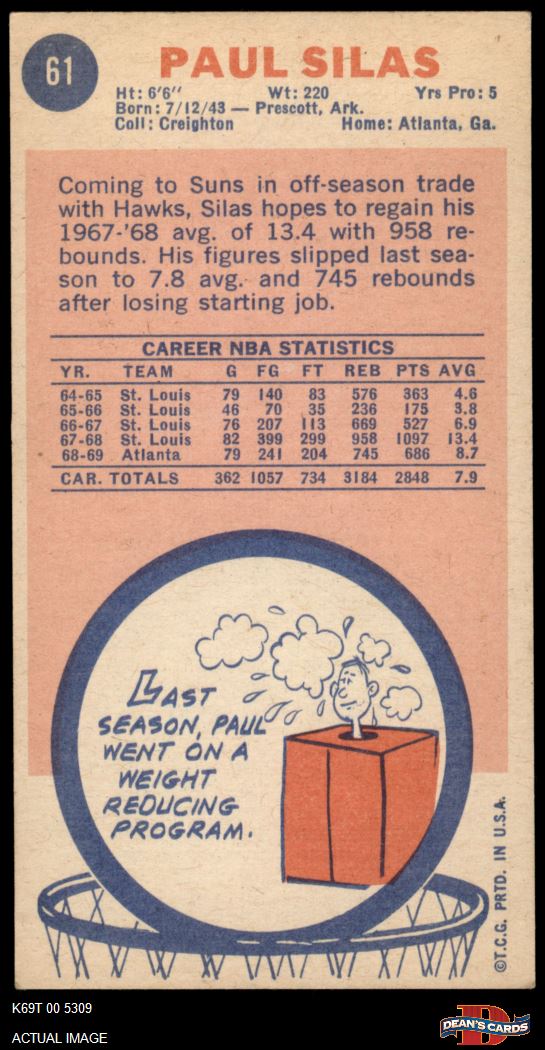 61
PAUL SILAS
Ht: 6'6" Wt: 220 Yrs Pro: 5
Born: 7/12/43 — Prescott, Ark.
Coll: Creighton Home: Atlanta, Ga.
Coming to Suns in off-season trade
with Hawks, Silas hopes to regain his
1967-'68 avg. of 13.4 with 958 re-
bounds. His figures slipped last sea-
son to 7.8 avg. and 745 rebounds
after losing starting job.
CAREER NBA STATISTICS
YR. TEAM G FG FT REB PTS AVG
64-65 St. Louis 79 140 83 576 363 4.6
65-66 St. Louis 46 70 35 236 175 3.8
66-67 St. Louis 76 207 113 669 527 6.9
67-68 St. Louis 82 399 299 958 1097 13.4
68-69 Atlanta 79 241 204 745 686 8.7
CAR. TOTALS 362 1057 734 3184 2848 7.9
LAST
SEASON, PAUL
WENT ON A
WEIGHT
REDUCING
PROGRAM.
©T.C.G. PRTD. IN U.S.A.
K69T 00 5309
ACTUAL IMAGE
D
DEAN'S CARDS